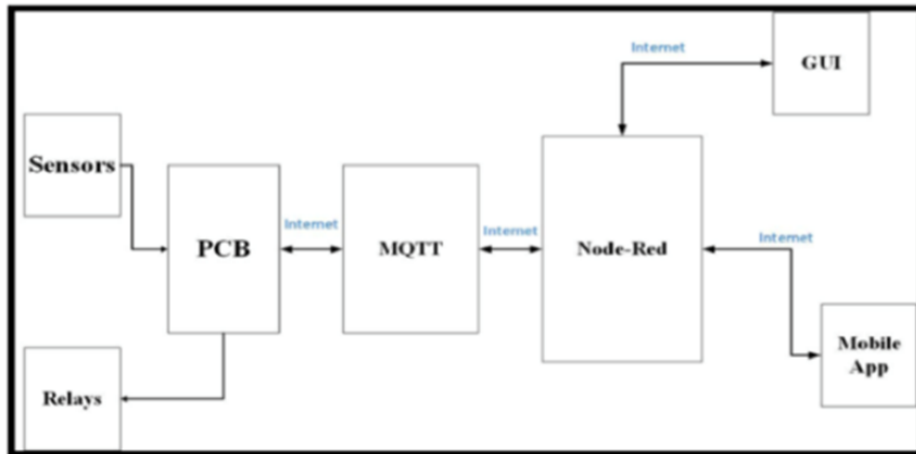 Internet
GUI
Sensors
PCB
Internet
MQTT
Internet
Node-Red
Internet
Mobile
App
Relays